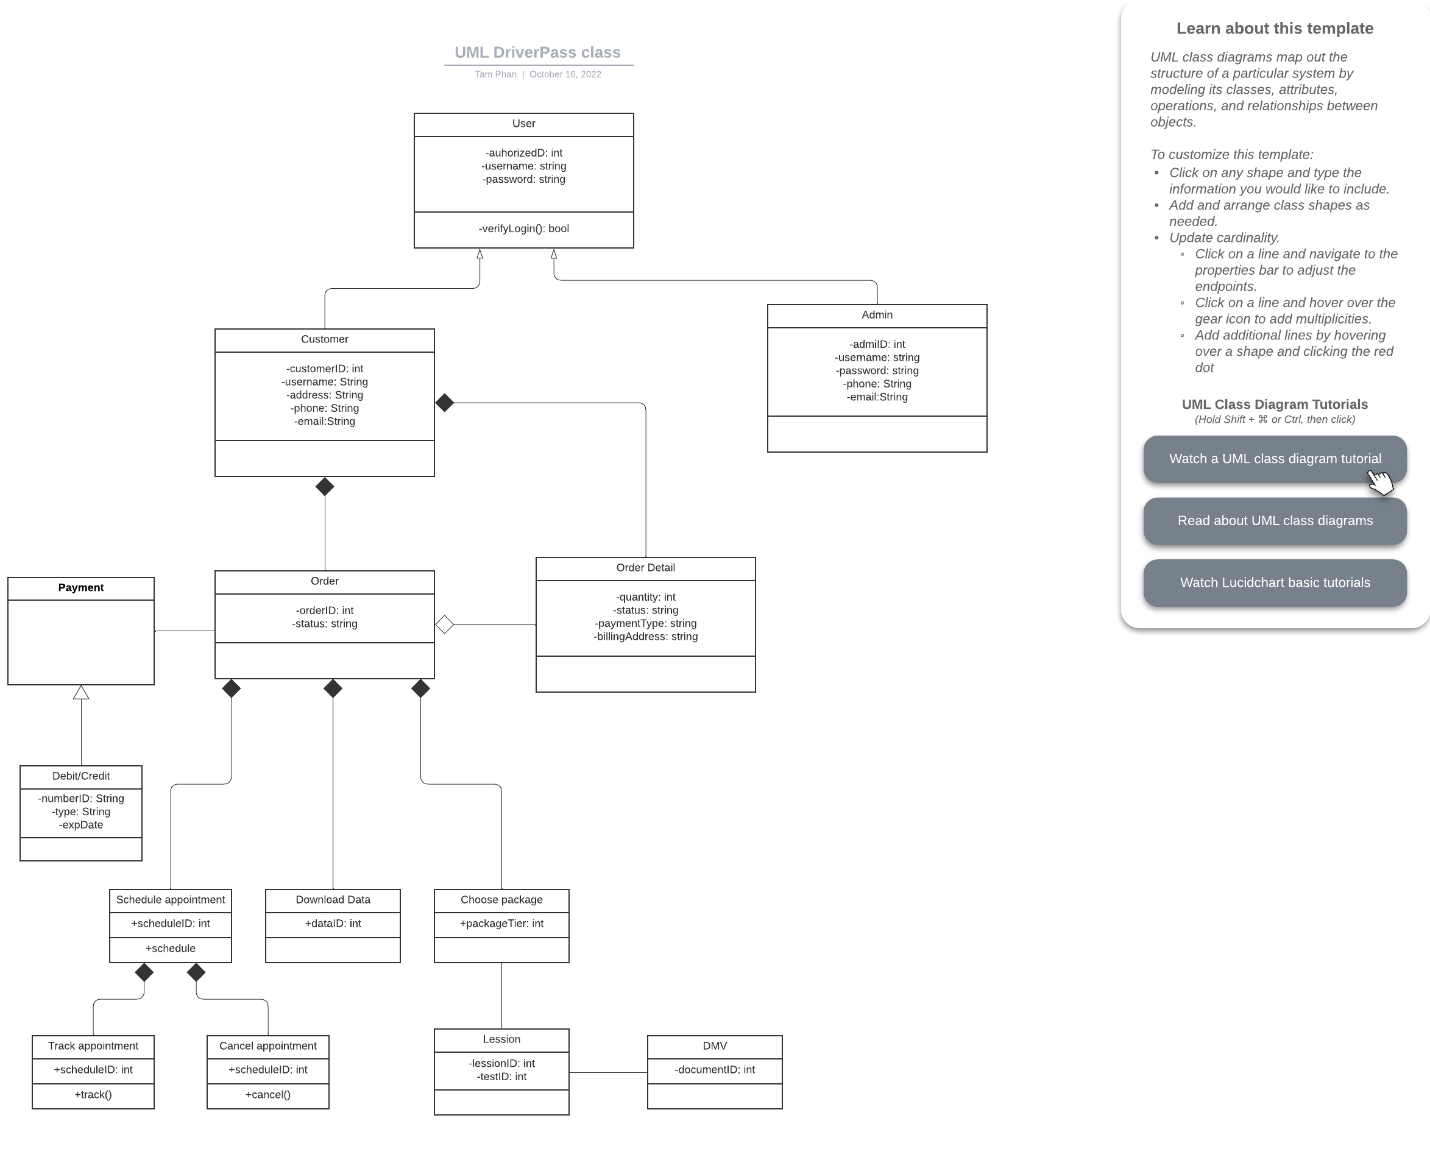 UML DriverPass class
Tam Phan | October 16, 2022
User
-auhorizedD: int
-username: string
-password: string
-verifyLogin(): bool
Customer
-customerID: int
-username: String
-address: String
-phone: String
-email:String
Admin
-admiID: int
-username: string
-password: string
-phone: String
-email:String
Payment
Order
-orderID: int
-status: string
Order Detail
-quantity: int
-status: string
-paymentType: string
-billingAddress: string
Debit/Credit
-numberID: String
-type: String
-expDate
Schedule appointment
+scheduleID: int
+schedule
Download Data
+dataID: int
Choose package
+packageTier: int
Track appointment
+scheduleID: int
+track()
Cancel appointment
+scheduleID: int
+cancel()
Lession
-lessionID: int
-testID: int
DMV
-documentID: int
Learn about this template
UML class diagrams map out the
structure of a particular system by
modeling its classes, attributes,
operations, and relationships between
objects.
To customize this template:
• Click on any shape and type the
information you would like to include.
• Add and arrange class shapes as
needed.
• Update cardinality.
◦ Click on a line and navigate to the
properties bar to adjust the
endpoints.
◦ Click on a line and hover over the
gear icon to add multiplicities.
◦ Add additional lines by hovering
over a shape and clicking the red
dot
UML Class Diagram Tutorials
(Hold Shift + ⌘ or Ctrl, then click)
Watch a UML class diagram tutorial
Read about UML class diagrams
Watch Lucidchart basic tutorials